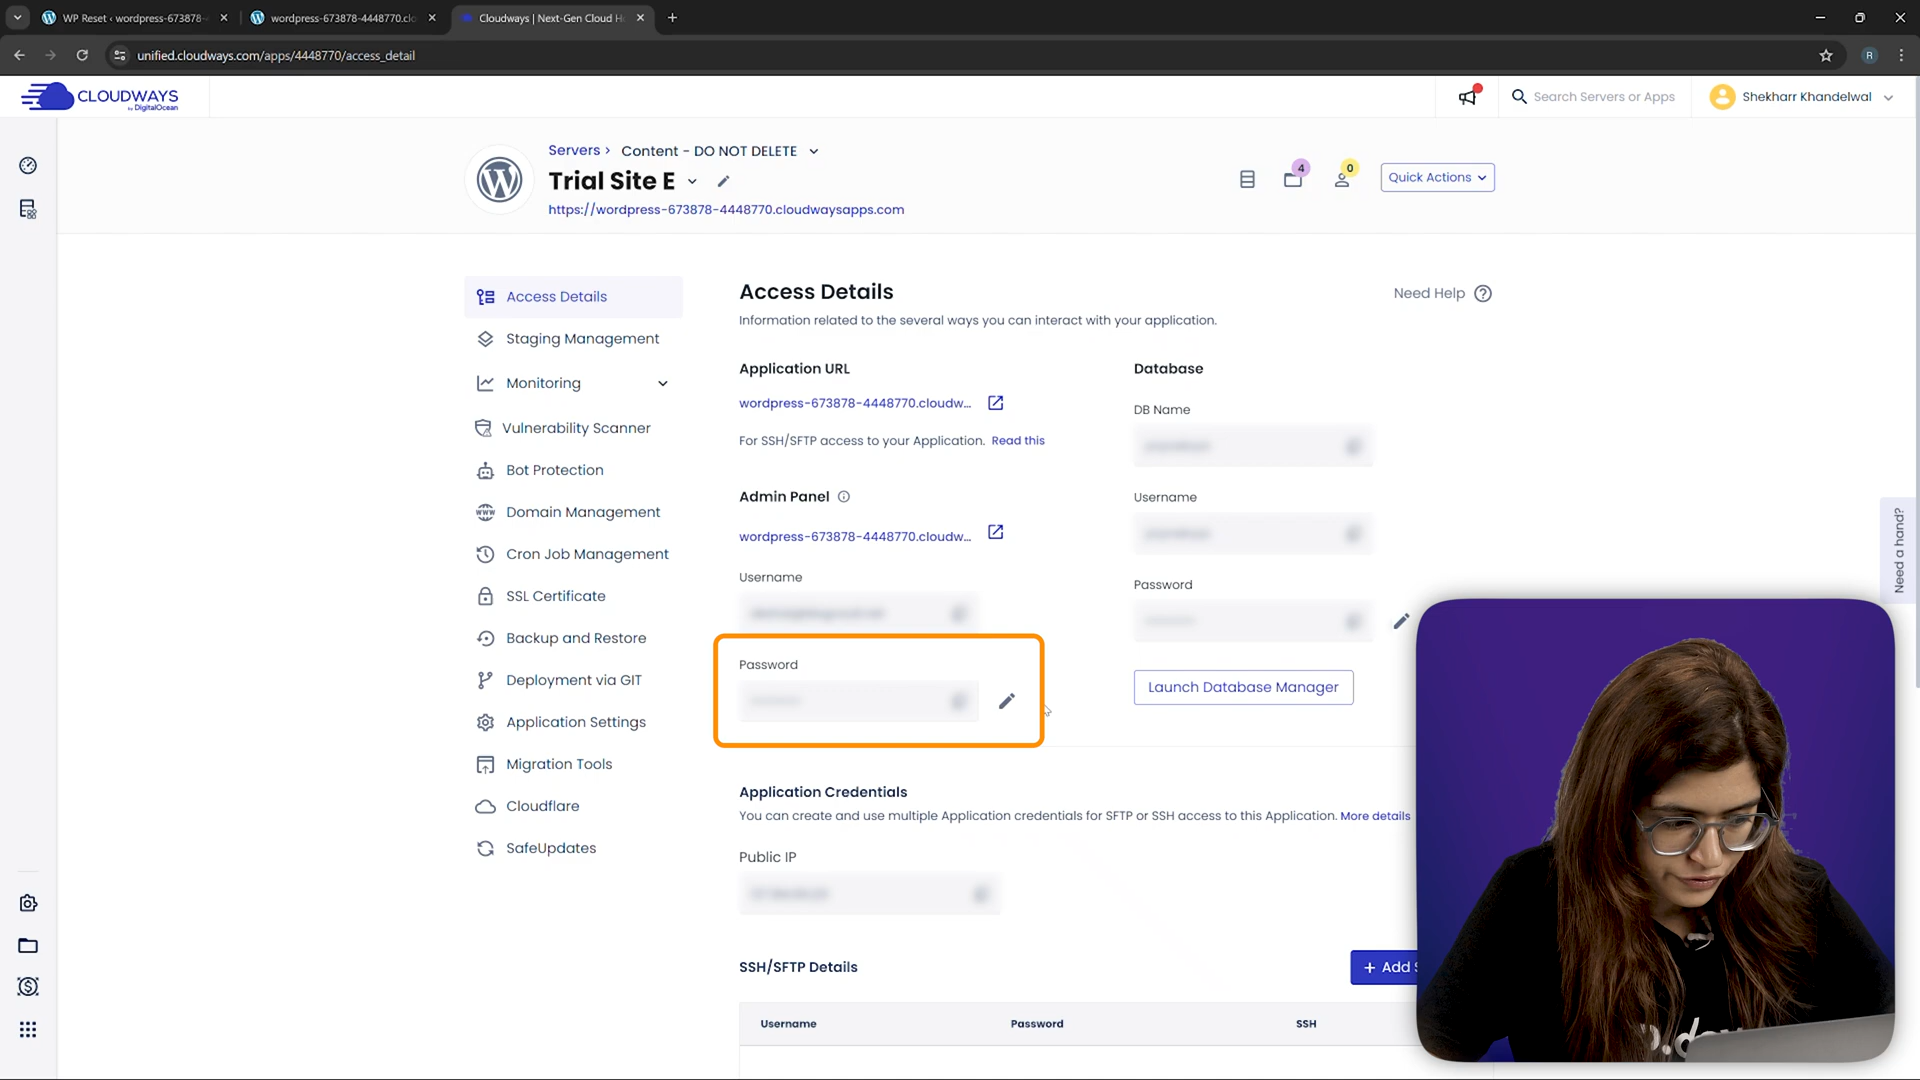 WP Reset ‹ wordpress-673878-
wordpress-673878-4448770.clo
Cloudways | Next-Gen Cloud H
unified.cloudways.com/apps/4448770/access_detail
R
CLOUDWAYS
by DigitalOcean
Search Servers or Apps
Shekharr Khandelwal
Servers ›
Content - DO NOT DELETE
Trial Site E
https://wordpress-673878-4448770.cloudwaysapps.com
4
0
Quick Actions
Access Details
Staging Management
Monitoring
Vulnerability Scanner
Bot Protection
Domain Management
Cron Job Management
SSL Certificate
Backup and Restore
Deployment via GIT
Application Settings
Migration Tools
Cloudflare
SafeUpdates
Access Details
Need Help
Information related to the several ways you can interact with your application.
Application URL
wordpress-673878-4448770.cloudw...
For SSH/SFTP access to your Application. Read this
Admin Panel
wordpress-673878-4448770.cloudw...
Username
Password
Database
DB Name
Username
Password
Launch Database Manager
Need a hand?
Application Credentials
You can create and use multiple Application credentials for SFTP or SSH access to this Application. More details
Public IP
SSH/SFTP Details
+ Add
Username
Password
SSH